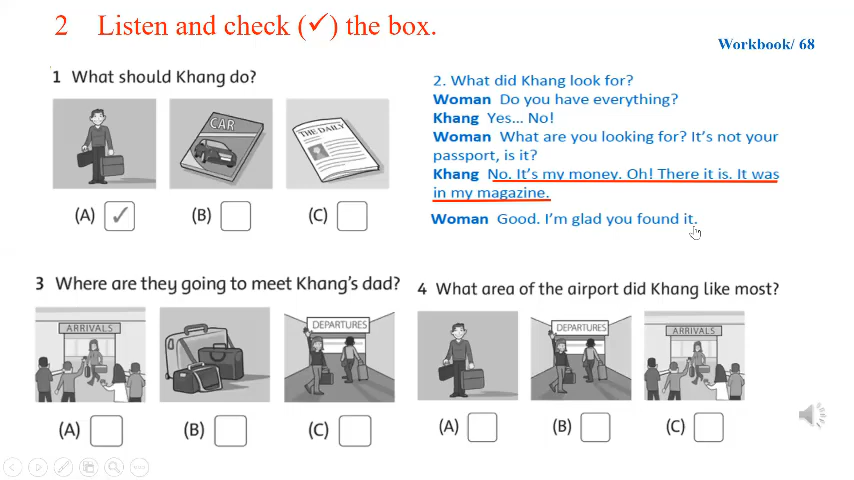 2 Listen and check (✓) the box.
Workbook/ 68
1 What should Khang do?
CAR
THE DAILY
(A) ✓
(B)
(C)
2. What did Khang look for?
Woman Do you have everything?
Khang Yes... No!
Woman What are you looking for? It's not your
passport, is it?
Khang No. It's my money. Oh! There it is. It was
in my magazine.
Woman Good. I'm glad you found it.
3 Where are they going to meet Khang's dad?
ARRIVALS
DEPARTURES
(A)
(B)
(C)
4 What area of the airport did Khang like most?
DEPARTURES
ARRIVALS
(A)
(B)
(C)